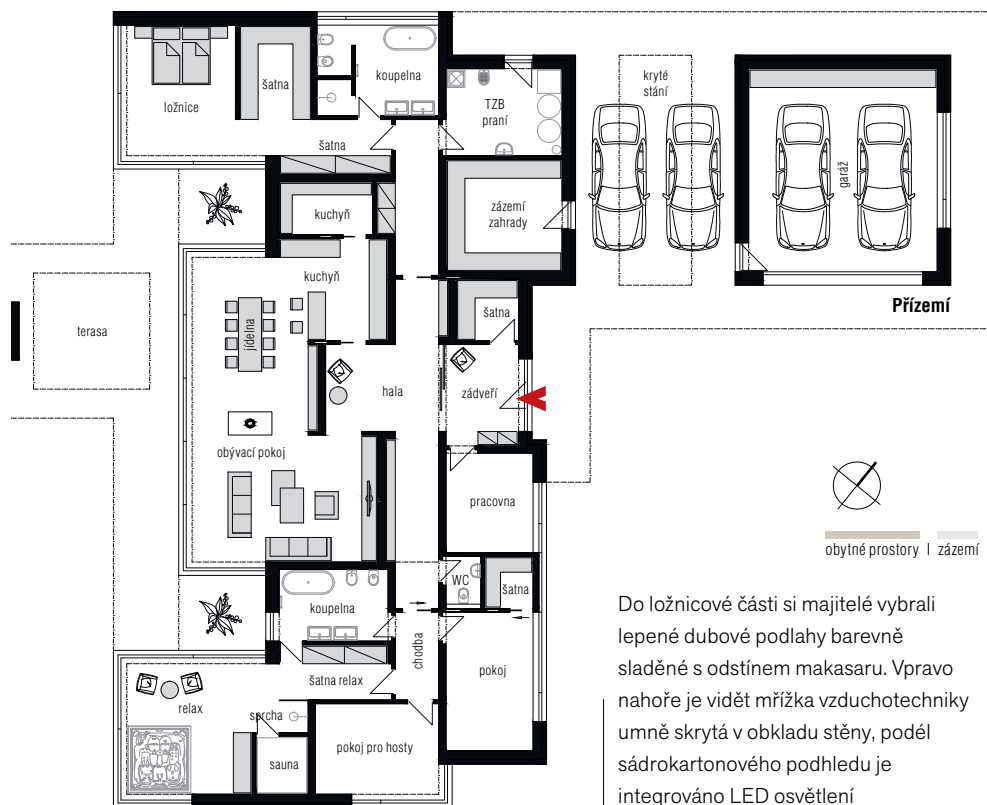 ložnice
šatna
koupelna
TZB
praní
kryté
stání
garáž
šatna
kuchyň
zázemí
zahrady
kuchyň
šatna
Přízemí
terasa
jídelna
hala
zádveří
obývací pokoj
pracovna
obytné prostory | zázemí
WC
šatna
koupelna
chodba
šatna relax
pokoj
relax
sprcha
sauna
pokoj pro hosty
Do ložnicové části si majitelé vybrali
lepené dubové podlahy barevně
sladěné s odstínem makasaru. Vpravo
nahoře je vidět mřížka vzduchotechniky
umně skrytá v obkladu stěny, podél
sádrokartonového podhledu je
integrováno LED osvětlení